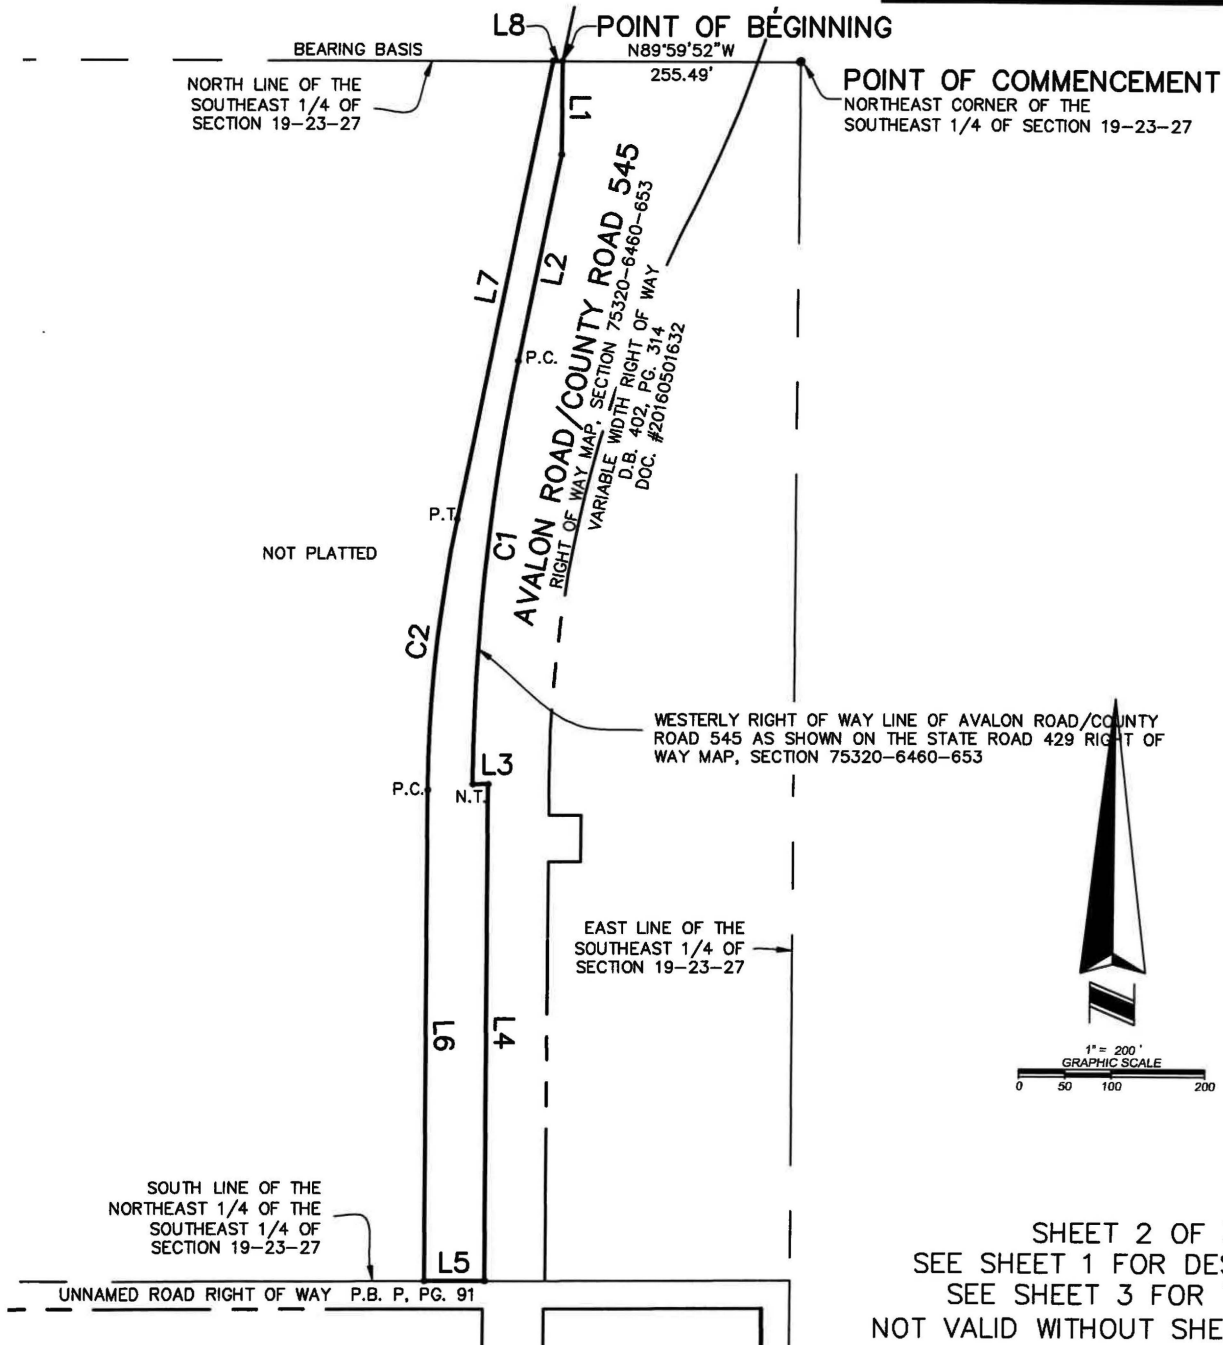 L8
POINT OF BEGINNING
BEARING BASIS
N89°59'52"W
255.49'
POINT OF COMMENCEMENT
NORTHEAST CORNER OF THE
SOUTHEAST 1/4 OF SECTION 19-23-27
NORTH LINE OF THE
SOUTHEAST 1/4 OF
SECTION 19-23-27
L1
L2
L7
P.C.
AVALON ROAD/COUNTY ROAD 545
RIGHT OF WAY MAP, SECTION 75320-6460-653
VARIABLE WIDTH RIGHT OF WAY
D.B. 402, PG. 314
DOC. #20160501632
P.T.
NOT PLATTED
C1
C2
WESTERLY RIGHT OF WAY LINE OF AVALON ROAD/COUNTY
ROAD 545 AS SHOWN ON THE STATE ROAD 429 RIGHT OF
WAY MAP, SECTION 75320-6460-653
L3
P.C.
N.T.
EAST LINE OF THE
SOUTHEAST 1/4 OF
SECTION 19-23-27
L6
L4
N
1" = 200'
GRAPHIC SCALE
0 50 100 200
SOUTH LINE OF THE
NORTHEAST 1/4 OF THE
SOUTHEAST 1/4 OF
SECTION 19-23-27
L5
UNNAMED ROAD RIGHT OF WAY P.B. P, PG. 91
SHEET 2 OF
SEE SHEET 1 FOR DES
SEE SHEET 3 FOR
NOT VALID WITHOUT SHE